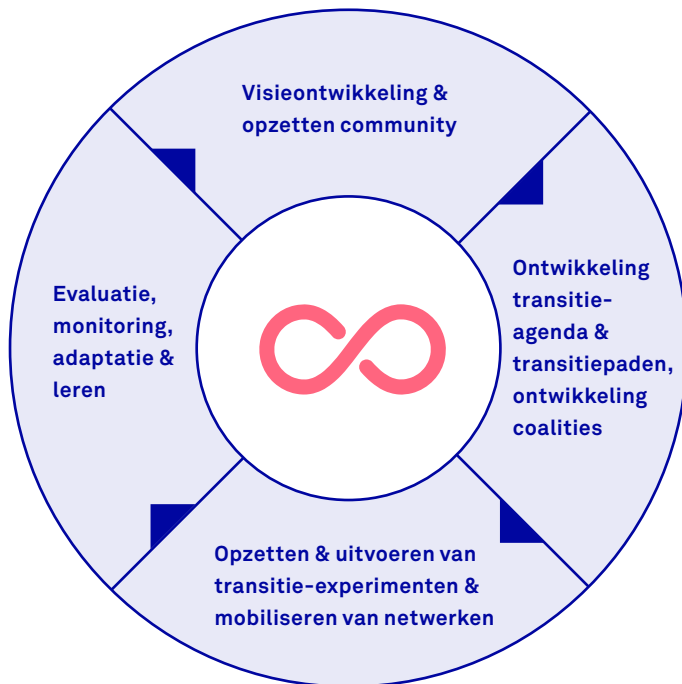 Visieontwikkeling &
opzetten community
Ontwikkeling
transitie-
agenda &
transitiepaden,
ontwikkeling
coalities
Opzetten & uitvoeren van
transitie-experimenten &
mobiliseren van netwerken
Evaluatie,
monitoring,
adaptatie &
leren